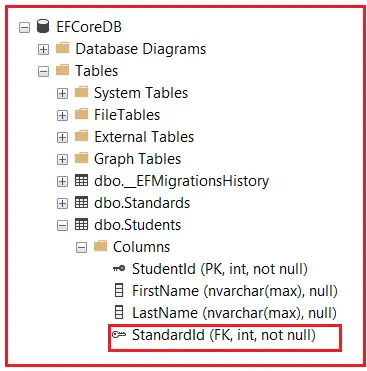 EFCoreDB
Database Diagrams
Tables
System Tables
FileTables
External Tables
Graph Tables
dbo.__EFMigrationsHistory
dbo.Standards
dbo.Students
Columns
StudentId (PK, int, not null)
FirstName (nvarchar(max), null)
LastName (nvarchar(max), null)
StandardId (FK, int, not null)